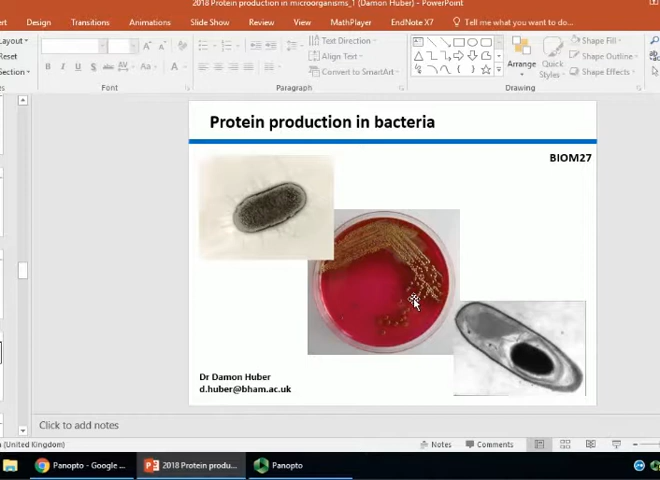 2018 Protein production in microorganisms_1 (Damon Huber) - PowerPoint
Design Transitions Animations Slide Show Review View MathPlayer EndNote X7 Tell me what you want to do...
Layout
Reset
Section
Text Direction
Align Text
Convert to SmartArt
Arrange
Quick Styles
Shape Fill
Shape Outline
Shape Effects
Font Paragraph Drawing
Protein production in bacteria
BIOM27
Dr Damon Huber
d.huber@bham.ac.uk
Click to add notes
(United Kingdom) Notes Comments
Panopto - Google ... 2018 Protein produ... Panopto